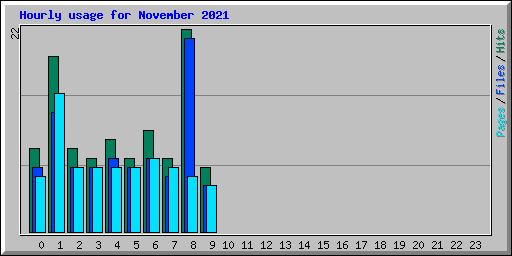 Hourly usage for November 2021
22
Pages/Files/Hits
0 1 2 3 4 5 6 7 8 9 10 11 12 13 14 15 16 17 18 19 20 21 22 23